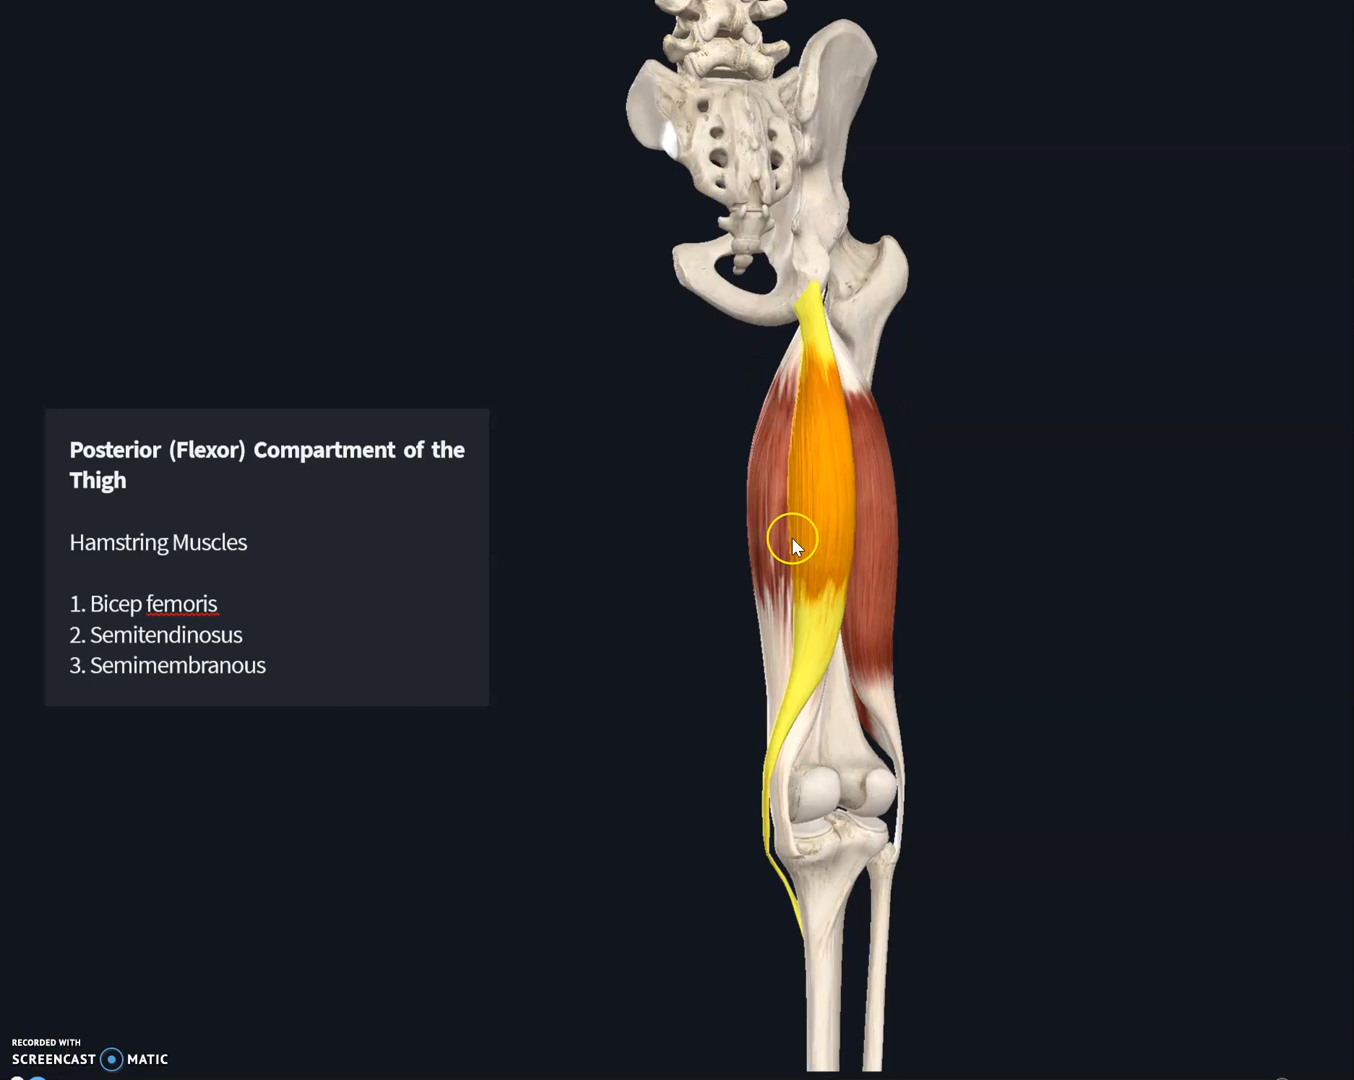 Posterior (Flexor) Compartment of the
Thigh
Hamstring Muscles
1. Bicep femoris
2. Semitendinosus
3. Semimembranous
RECORDED WITH
SCREENCAST MATIC